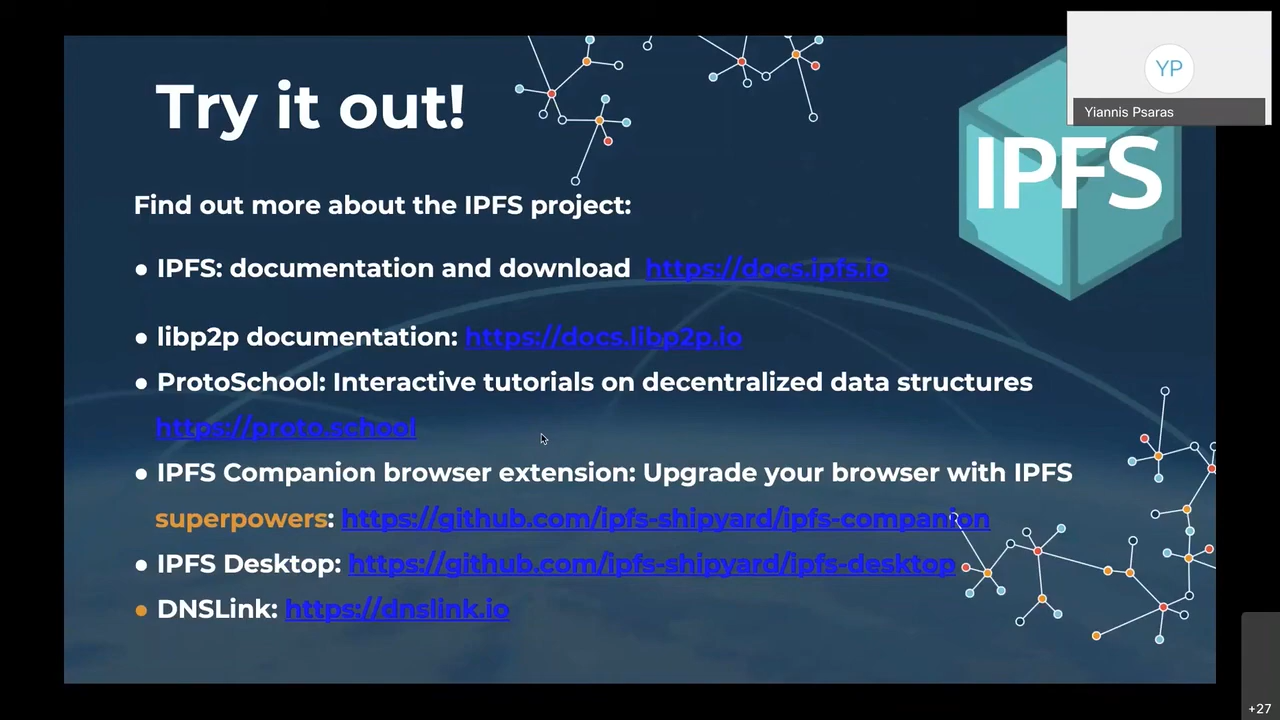 Try it out!
YP
Yiannis Psaras
IPFS
Find out more about the IPFS project:
● IPFS: documentation and download https://docs.ipfs.io
● libp2p documentation: https://docs.libp2p.io
● ProtoSchool: Interactive tutorials on decentralized data structures
https://proto.school
● IPFS Companion browser extension: Upgrade your browser with IPFS
superpowers: https://github.com/ipfs-shipyard/ipfs-companion
● IPFS Desktop: https://github.com/ipfs-shipyard/ipfs-desktop
● DNSLink: https://dnslink.io
+27